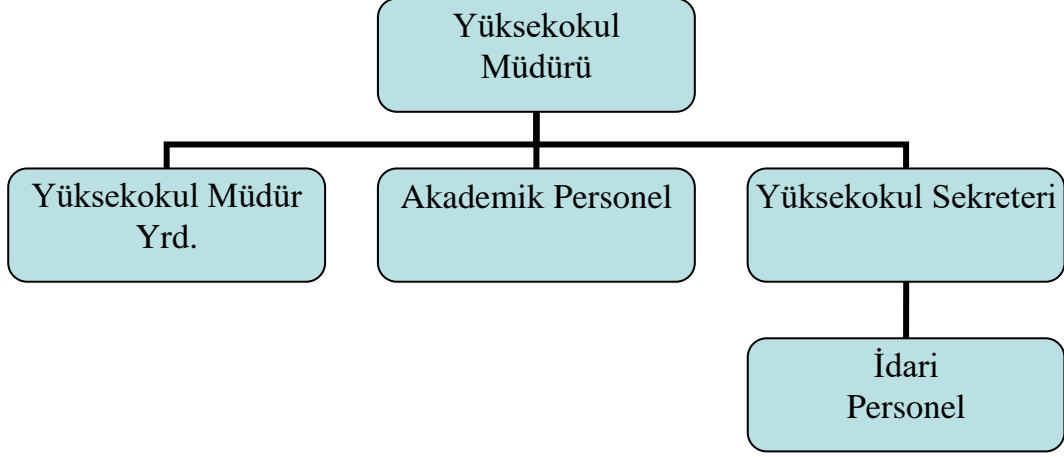 Yüksekokul
Müdürü
Yüksekokul Müdür
Yrd.
Akademik Personel
Yüksekokul Sekreteri
İdari
Personel